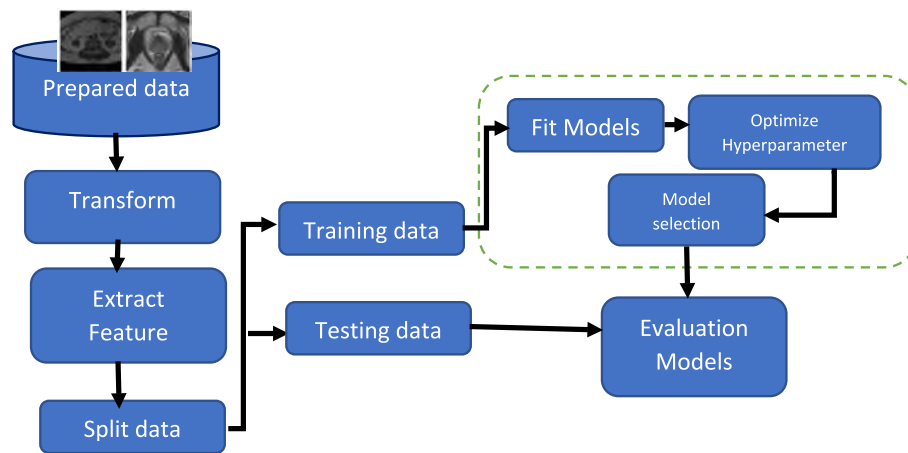 Prepared data
Transform
Extract
Feature
Split data
Training data
Testing data
Fit Models
Optimize
Hyperparameter
Model
selection
Evaluation
Models